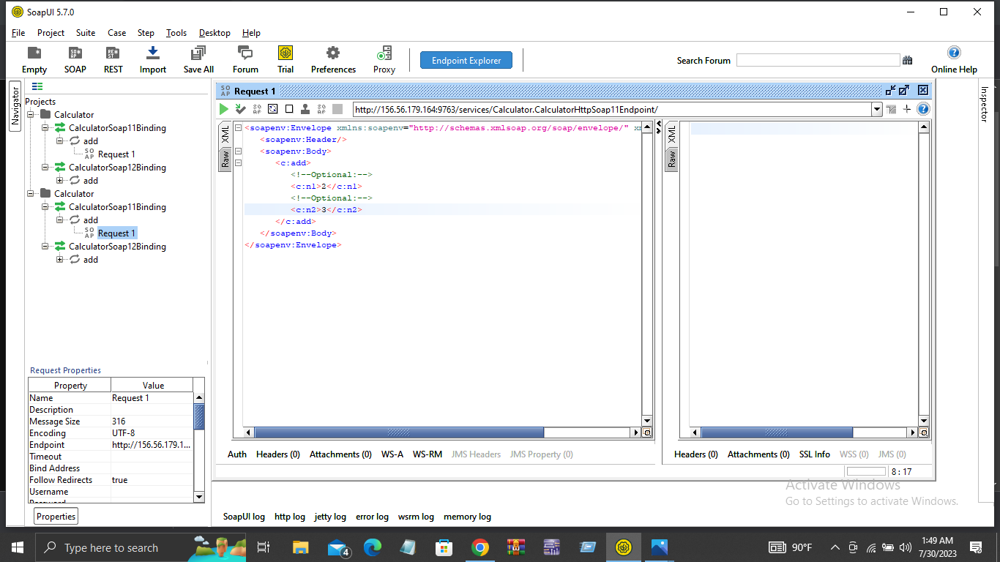 SoapUI 5.7.0
File Project Suite Case Step Tools Desktop Help
Empty SOAP REST Import Save All Forum Trial Preferences Proxy Endpoint Explorer Search Forum Online Help
Navigator
Projects
Calculator
CalculatorSoap11Binding
add
SOAP Request 1
CalculatorSoap12Binding
add
Calculator
CalculatorSoap11Binding
add
SOAP Request 1
CalculatorSoap12Binding
add
Request Properties
Property Value
Name Request 1
Description
Message Size 316
Encoding UTF-8
Endpoint http://156.56.179.1...
Timeout
Bind Address
Follow Redirects true
Username
Properties
SOAP Request 1
http://156.56.179.164:9763/services/Calculator.CalculatorHttpSoap11Endpoint/
XML
Raw
<soapenv:Envelope xmlns:soapenv="http://schemas.xmlsoap.org/soap/envelope/"
<soapenv:Header/>
<soapenv:Body>
<c:add>
<!--Optional:-->
<c:n1>2</c:n1>
<!--Optional:-->
<c:n2>3</c:n2>
</c:add>
</soapenv:Body>
</soapenv:Envelope>
XML
Raw
Auth Headers (0) Attachments (0) WS-A WS-RM JMS Headers JMS Property (0)
Headers (0) Attachments (0) SSL Info WSS (0) JMS (0)
8 : 17
Inspector
Activate Windows
Go to Settings to activate Windows.
SoapUI log http log jetty log error log wsrm log memory log
Type here to search
4
90°F
1:49 AM
7/30/2023